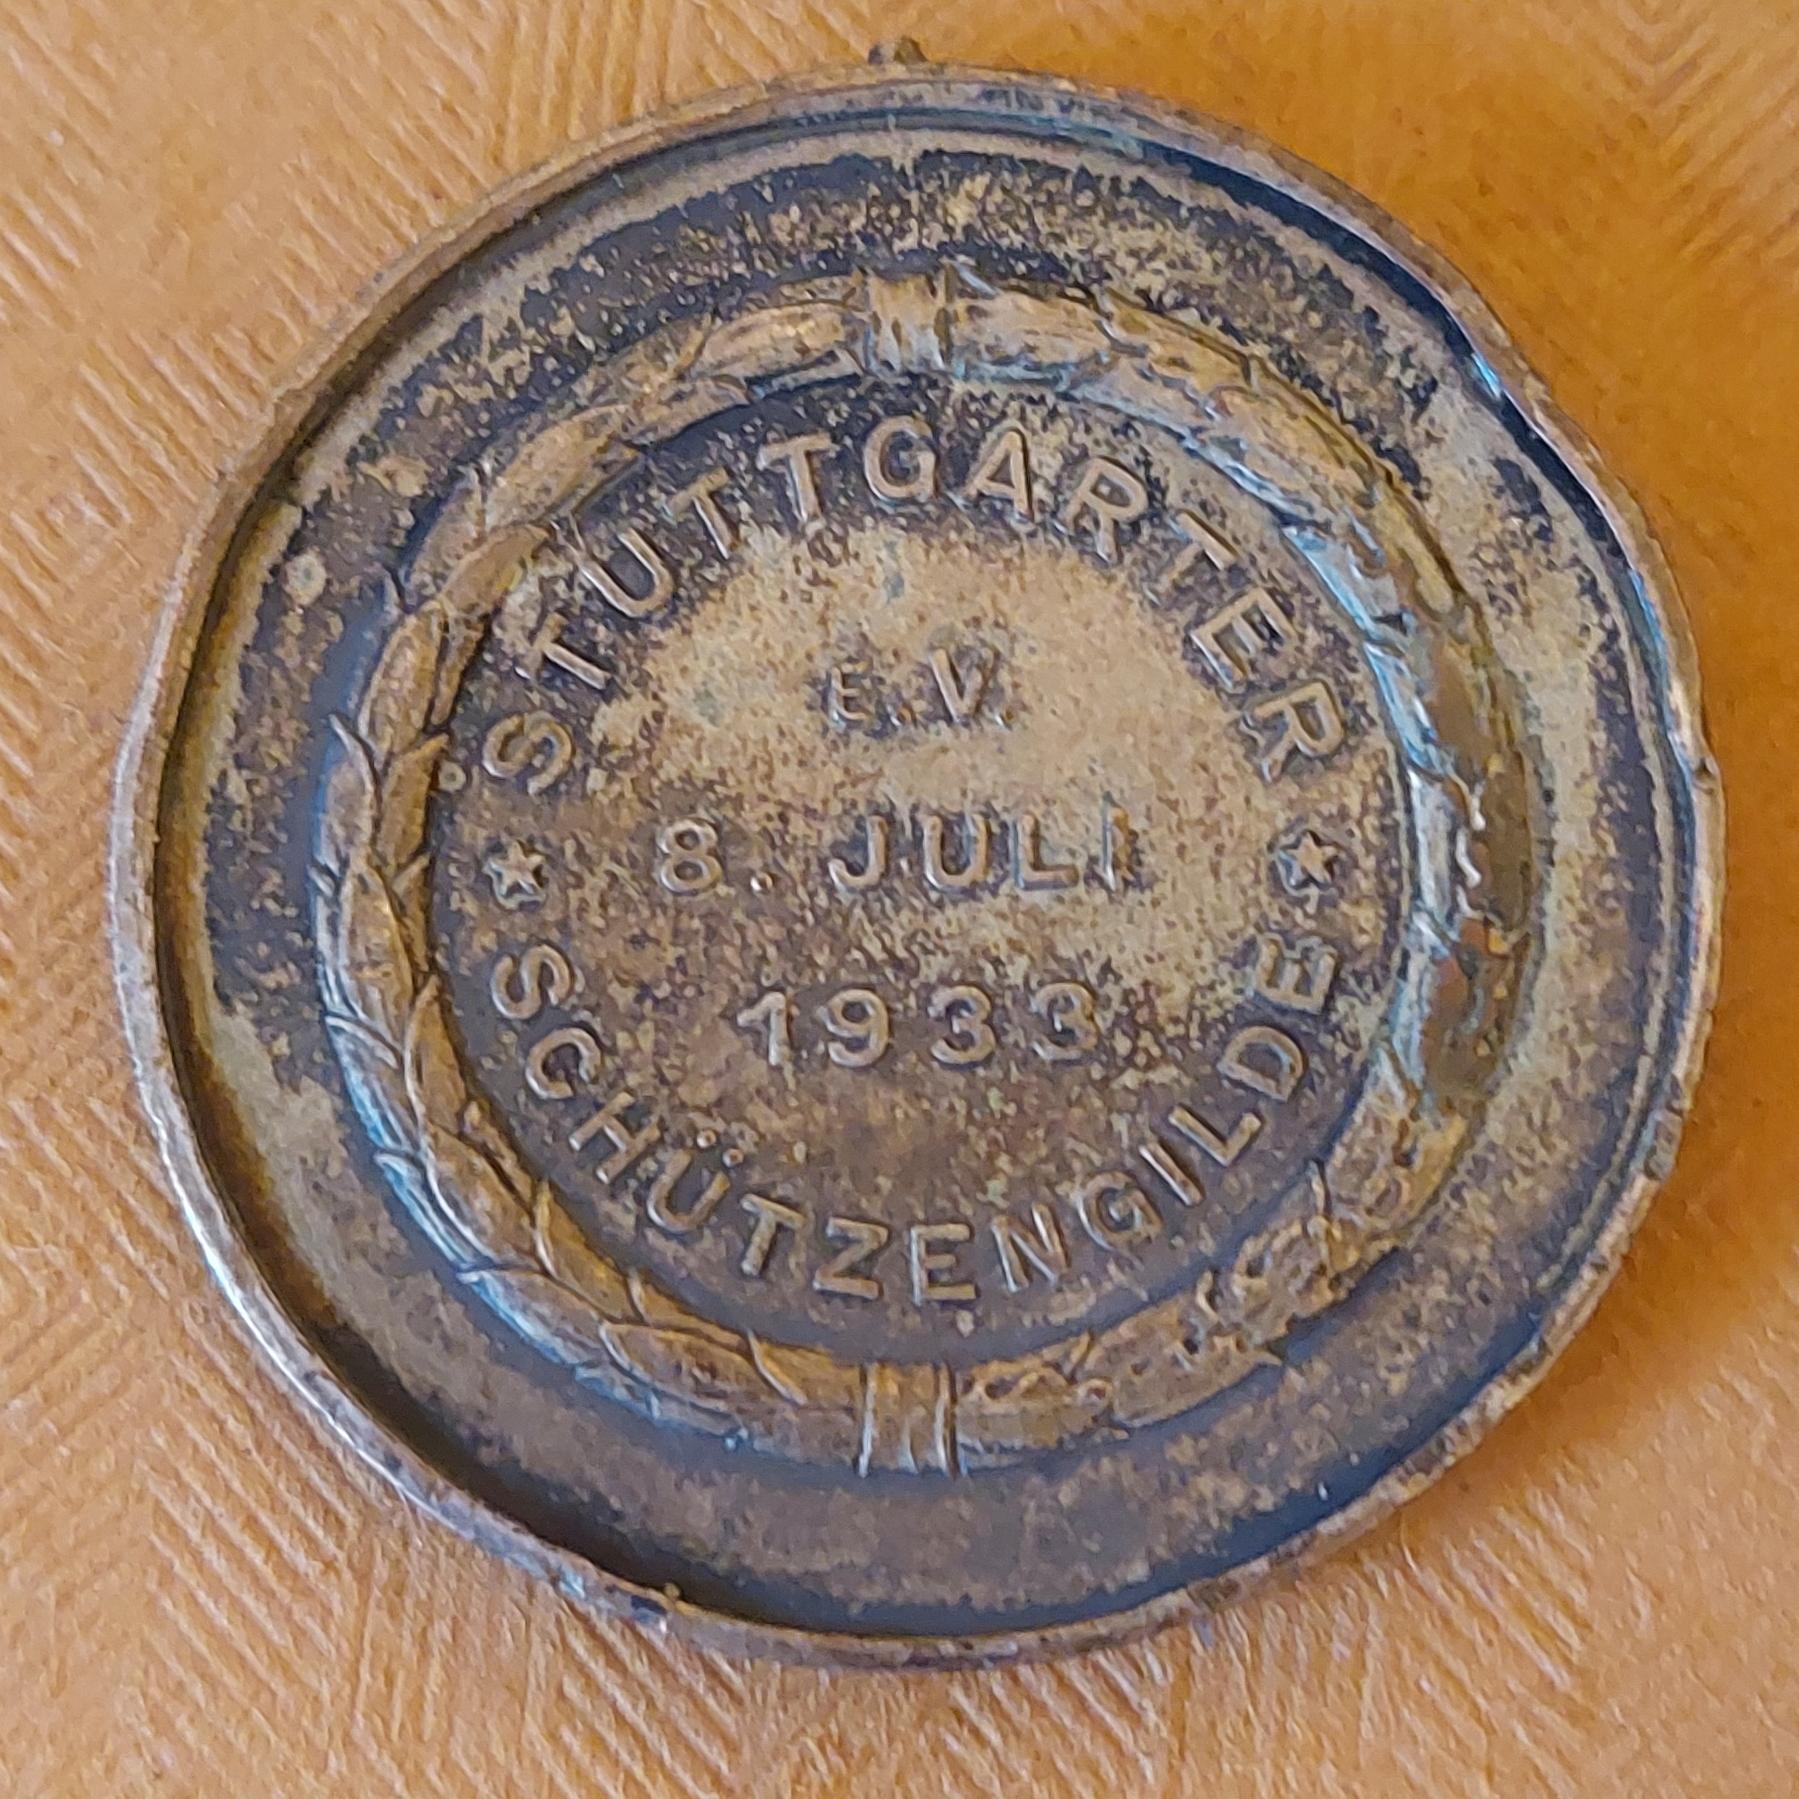 STUTTGARTER
E.V.
8. JULI
1933
SCHÜTZENGILDE